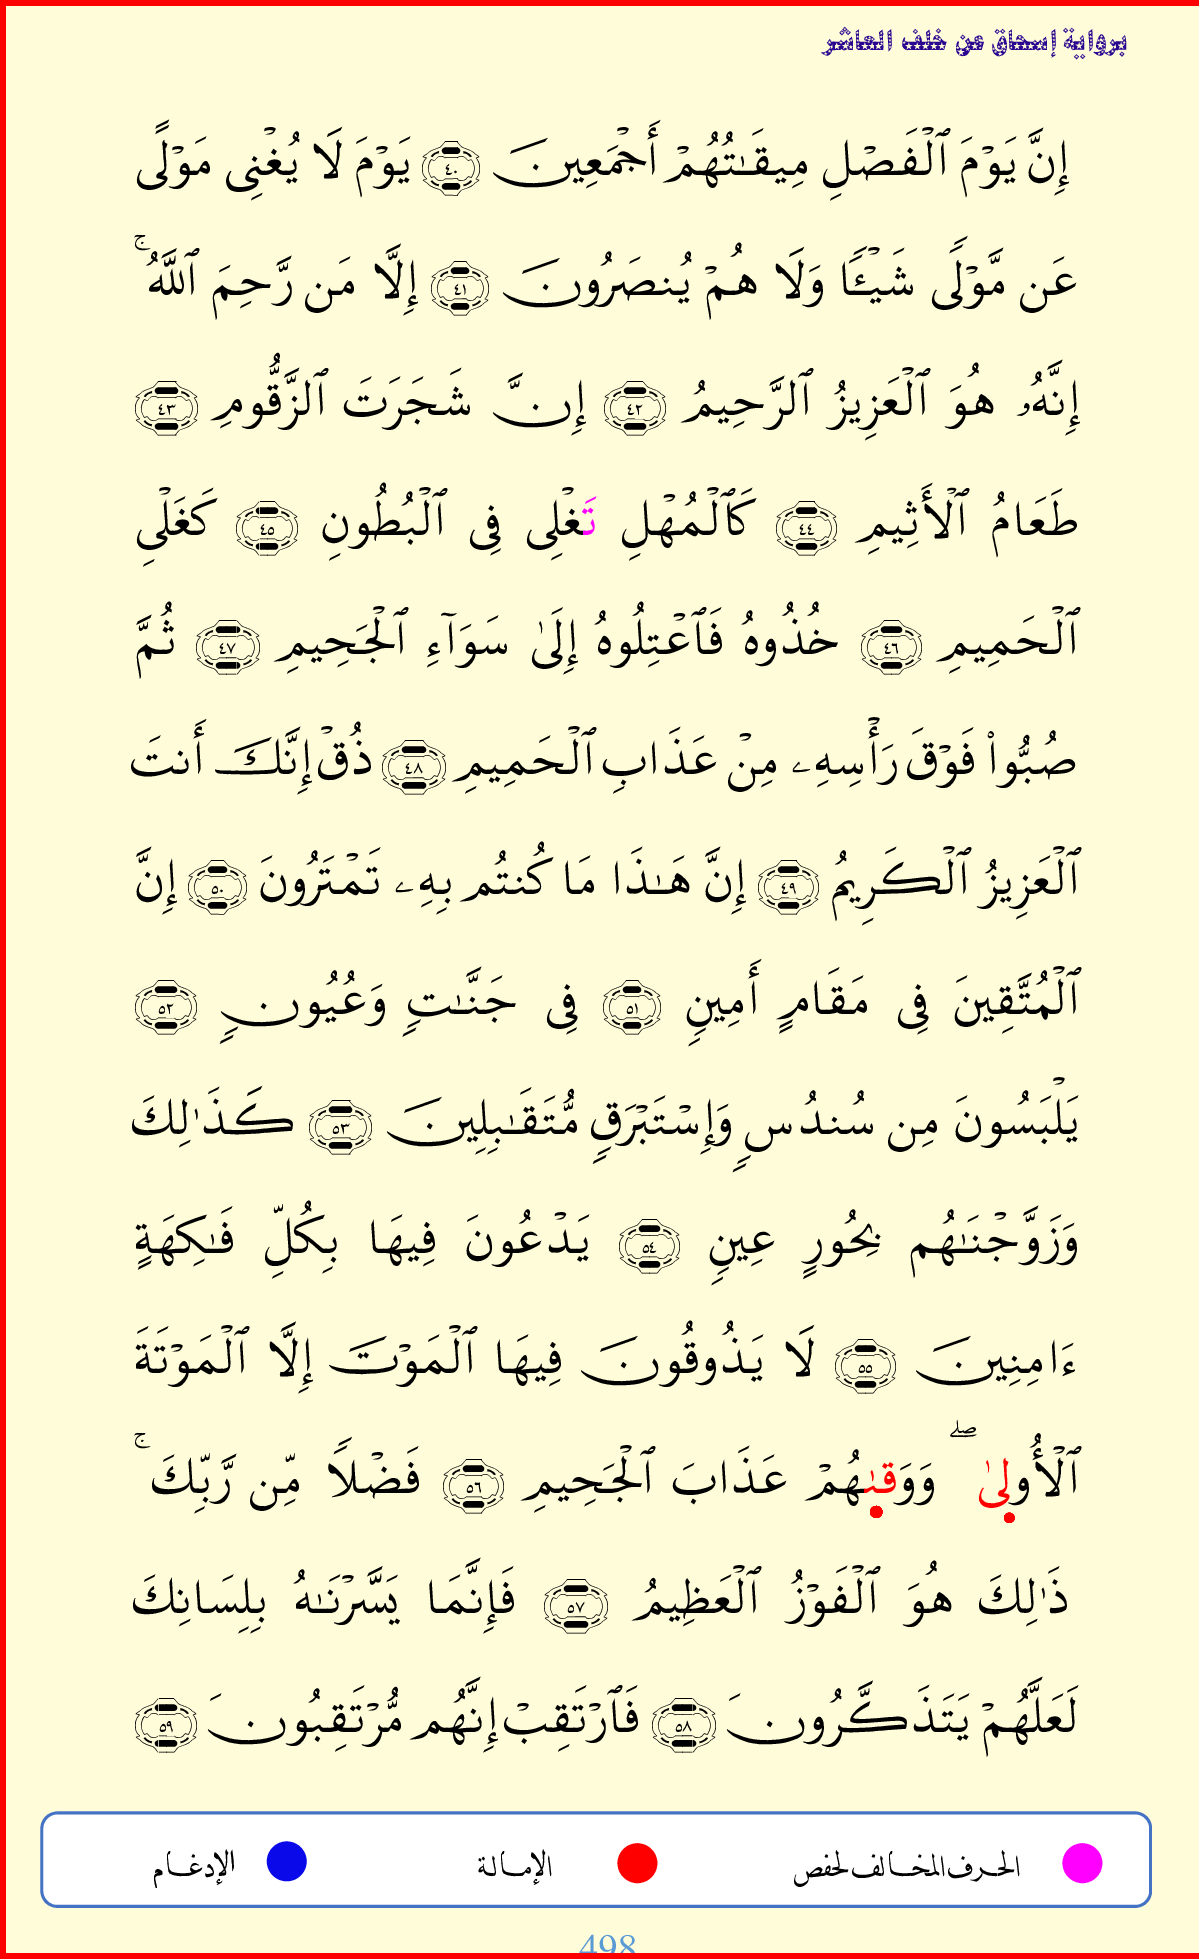 برواية إسحاق عن خلف العاشر
إِنَّ يَوْمَ ٱلْفَصْلِ مِيقَـٰتُهُمْ أَجْمَعِينَ ٤٠ يَوْمَ لَا يُغْنِى مَوْلًى
عَن مَّوْلًى شَيْـًٔا وَلَا هُمْ يُنصَرُونَ ٤١ إِلَّا مَن رَّحِمَ ٱللَّهُ ۚ
إِنَّهُۥ هُوَ ٱلْعَزِيزُ ٱلرَّحِيمُ ٤٢ إِنَّ شَجَرَتَ ٱلزَّقُّومِ ٤٣
طَعَامُ ٱلْأَثِيمِ ٤٤ كَٱلْمُهْلِ تَغْلِى فِى ٱلْبُطُونِ ٤٥ كَغَلْىِ
ٱلْحَمِيمِ ٤٦ خُذُوهُ فَٱعْتِلُوهُ إِلَىٰ سَوَآءِ ٱلْجَحِيمِ ٤٧ ثُمَّ
صُبُّوا۟ فَوْقَ رَأْسِهِۦ مِنْ عَذَابِ ٱلْحَمِيمِ ٤٨ ذُقْ إِنَّكَ أَنتَ
ٱلْعَزِيزُ ٱلْكَرِيمُ ٤٩ إِنَّ هَـٰذَا مَا كُنتُم بِهِۦ تَمْتَرُونَ ٥٠ إِنَّ
ٱلْمُتَّقِينَ فِى مَقَامٍ أَمِينٍ ٥١ فِى جَنَّـٰتٍ وَعُيُونٍ ٥٢
يَلْبَسُونَ مِن سُندُسٍ وَإِسْتَبْرَقٍ مُّتَقَـٰبِلِينَ ٥٣ كَذَٰلِكَ
وَزَوَّجْنَـٰهُم بِحُورٍ عِينٍ ٥٤ يَدْعُونَ فِيهَا بِكُلِّ فَـٰكِهَةٍ
ءَامِنِينَ ٥٥ لَا يَذُوقُونَ فِيهَا ٱلْمَوْتَ إِلَّا ٱلْمَوْتَةَ
ٱلْأُولىٰ ۖ وَوَقىٰهُمْ عَذَابَ ٱلْجَحِيمِ ٥٦ فَضْلًا مِّن رَّبِّكَ ۚ
ذَٰلِكَ هُوَ ٱلْفَوْزُ ٱلْعَظِيمُ ٥٧ فَإِنَّمَا يَسَّرْنَـٰهُ بِلِسَانِكَ
لَعَلَّهُمْ يَتَذَكَّرُونَ ٥٨ فَٱرْتَقِبْ إِنَّهُم مُّرْتَقِبُونَ ٥٩
الحرف المخالف لحفص الإمالة الإدغام
498